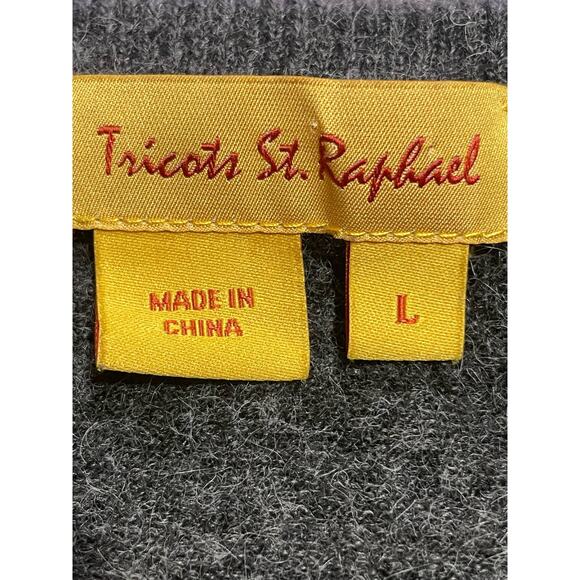 Tricots St. Raphael
MADE IN
CHINA
L